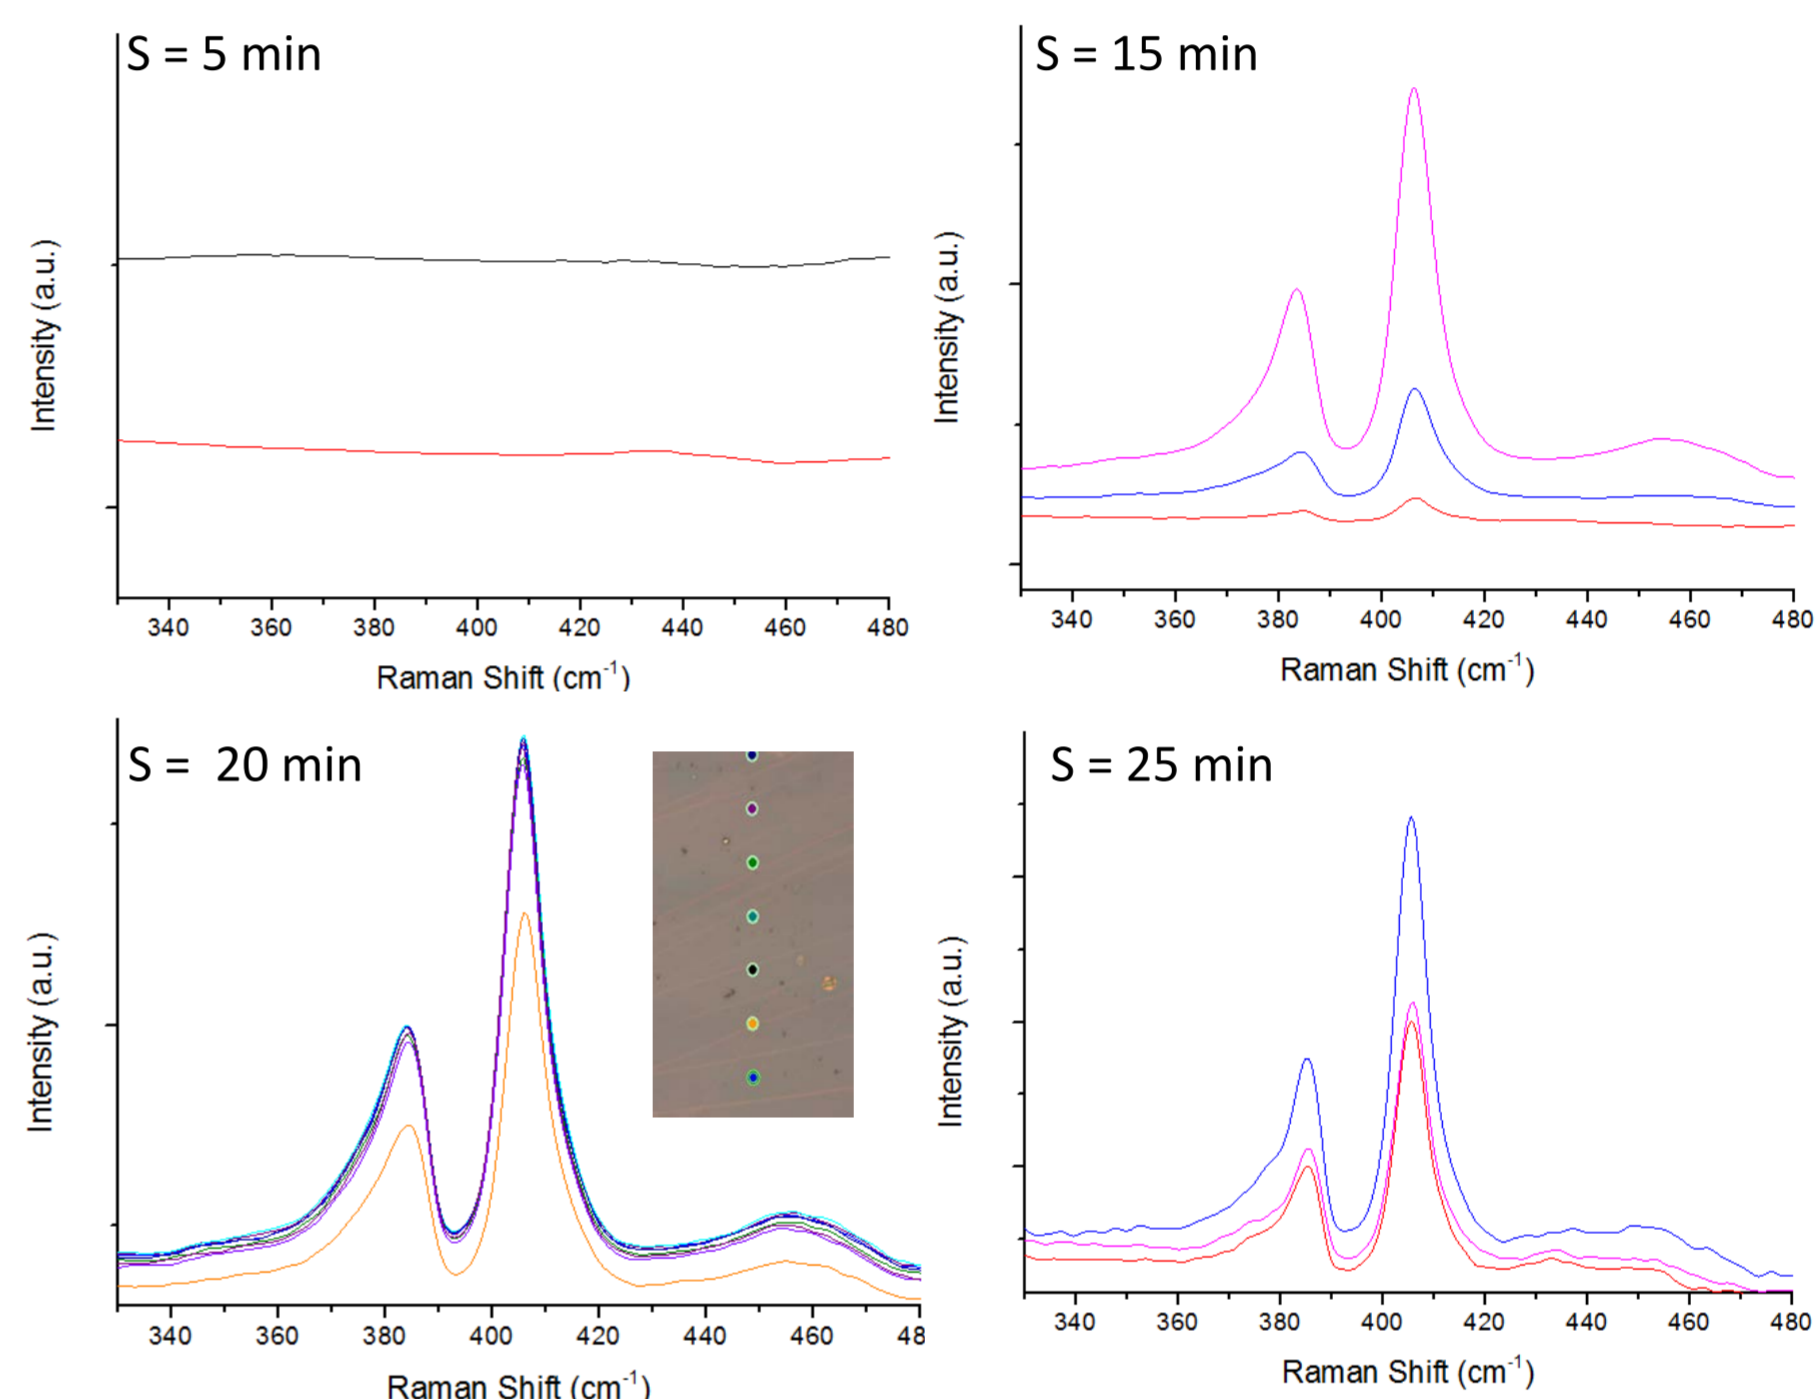 S = 5 min
Intensity (a.u.)
340 360 380 400 420 440 460 480
Raman Shift (cm⁻¹)
S = 15 min
Intensity (a.u.)
340 360 380 400 420 440 460 480
Raman Shift (cm⁻¹)
S = 20 min
Intensity (a.u.)
340 360 380 400 420 440 460 48
Raman Shift (cm⁻¹)
S = 25 min
Intensity (a.u.)
340 360 380 400 420 440 460 480
Raman Shift (cm⁻¹)